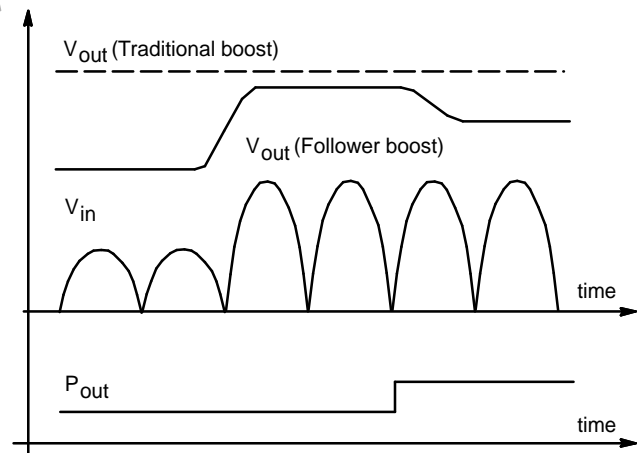 Vout (Traditional boost)
Vout (Follower boost)
Vin
time
Pout
time